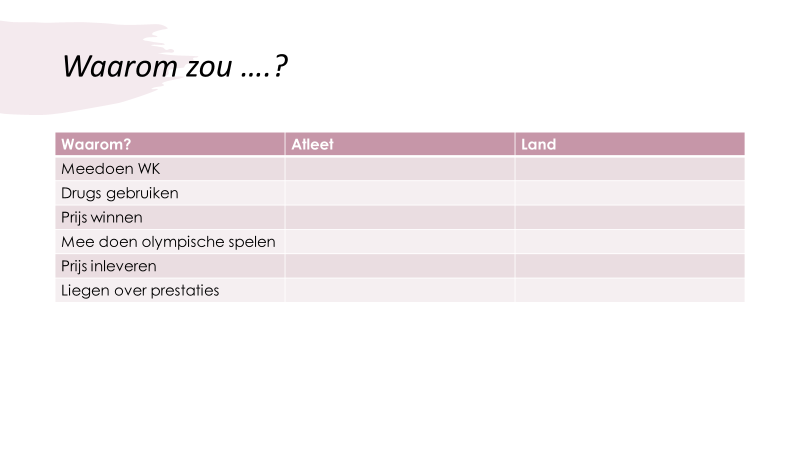 Waarom zou ....?
Waarom? Atleet Land
Meedoen WK
Drugs gebruiken
Prijs winnen
Mee doen olympische spelen
Prijs inleveren
Liegen over prestaties